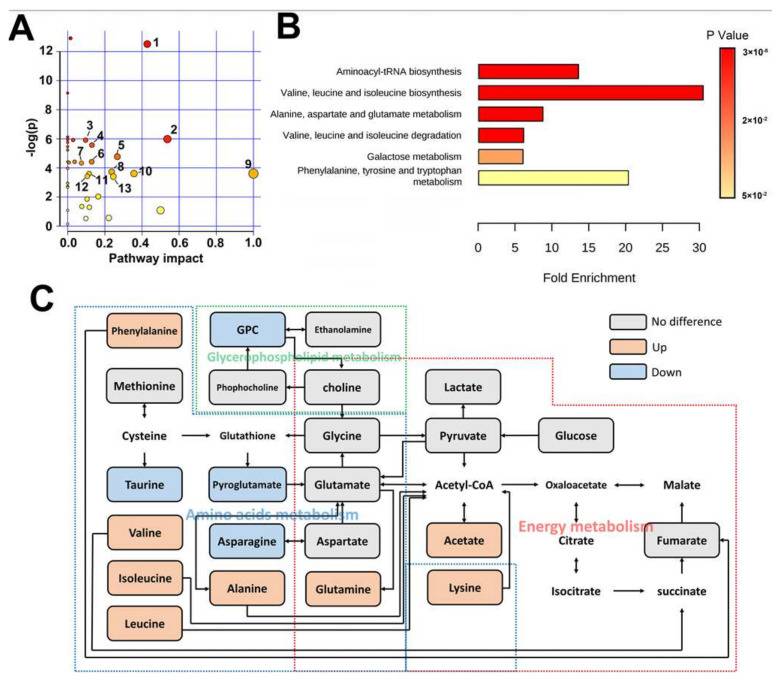 A
12
10
8
6
4
2
0
-log(p)
1
2
3
4
5
6
7
8
9
10
11
12
13
0.0
0.2
0.4
0.6
0.8
1.0
Pathway impact
B
P Value
3×10⁻⁸
2×10⁻²
5×10⁻²
Aminoacyl-tRNA biosynthesis
Valine, leucine and isoleucine biosynthesis
Alanine, aspartate and glutamate metabolism
Valine, leucine and isoleucine degradation
Galactose metabolism
Phenylalanine, tyrosine and tryptophan
metabolism
0 5 10 15 20 25 30
Fold Enrichment
C
Phenylalanine
GPC
Ethanolamine
No difference
Up
Down
Glycerophospholipid metabolism
Methionine
Phophocholine
choline
Lactate
Cysteine
Glutathione
Glycine
Pyruvate
Glucose
Taurine
Pyroglutamate
Glutamate
Acetyl-CoA
Oxaloacetate
Malate
Amino acids metabolism
Energy metabolism
Valine
Asparagine
Aspartate
Acetate
Citrate
Fumarate
Isoleucine
Alanine
Glutamine
Lysine
Isocitrate
succinate
Leucine